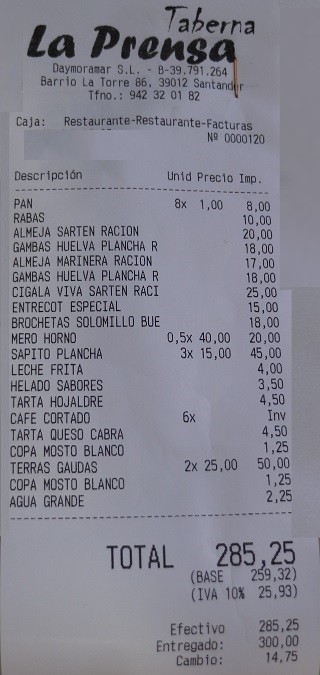 Taberna
La Prensa
Daymoramar S.L. - B-39.791.264
Barrio La Torre 86, 39012 Santander
Tfno.: 942 32 01 82
Caja: Restaurante-Restaurante-Facturas
Nº 0000120
Descripción Unid Precio Imp.
PAN 8x 1,00 8,00
RABAS 10,00
ALMEJA SARTEN RACION 20,00
GAMBAS HUELVA PLANCHA R 18,00
ALMEJA MARINERA RACION 17,00
GAMBAS HUELVA PLANCHA R 18,00
CIGALA VIVA SARTEN RACI 25,00
ENTRECOT ESPECIAL 15,00
BROCHETAS SOLOMILLO BUE 18,00
MERO HORNO 0,5x 40,00 20,00
SAPITO PLANCHA 3x 15,00 45,00
LECHE FRITA 4,00
HELADO SABORES 3,50
TARTA HOJALDRE 4,50
CAFE CORTADO 6x Inv
TARTA QUESO CABRA 4,50
COPA MOSTO BLANCO 1,25
TERRAS GAUDAS 2x 25,00 50,00
COPA MOSTO BLANCO 1,25
AGUA GRANDE 2,25
TOTAL 285,25
(BASE 259,32)
(IVA 10% 25,93)
Efectivo 285,25
Entregado: 300,00
Cambio: 14,75